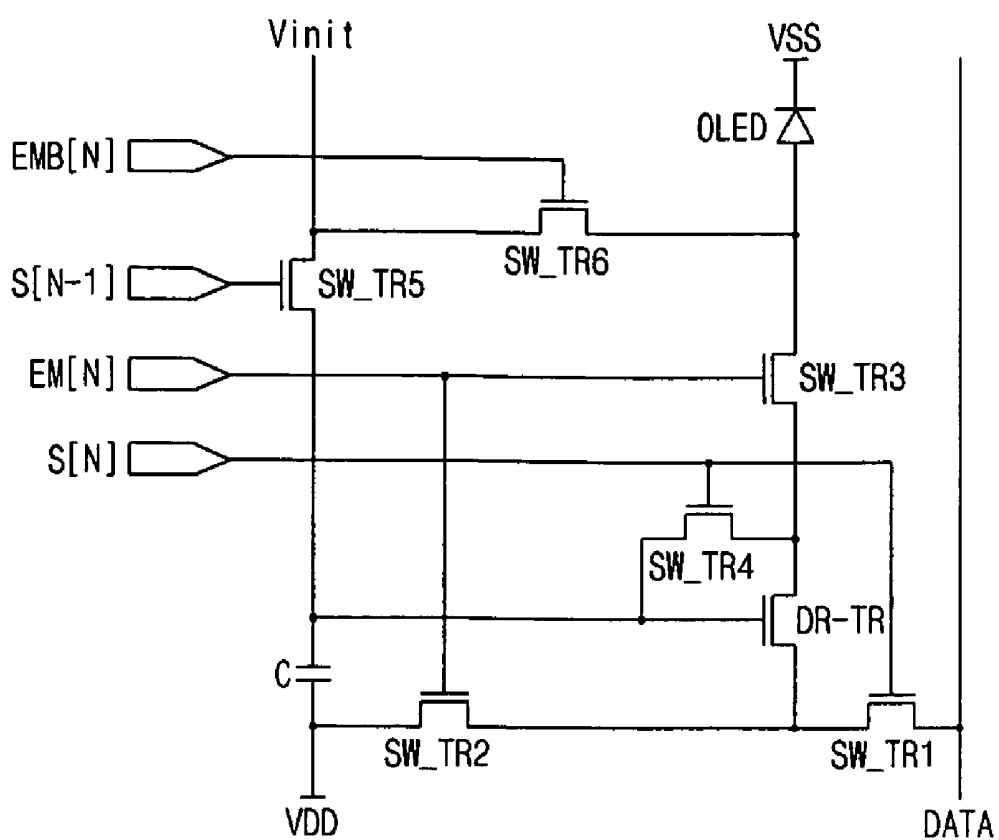 Vinit
VSS
OLED
EMB[N]
SW_TR6
S[N-1]
SW_TR5
EM[N]
SW_TR3
S[N]
SW_TR4
DR-TR
C
SW_TR2
SW_TR1
VDD
DATA